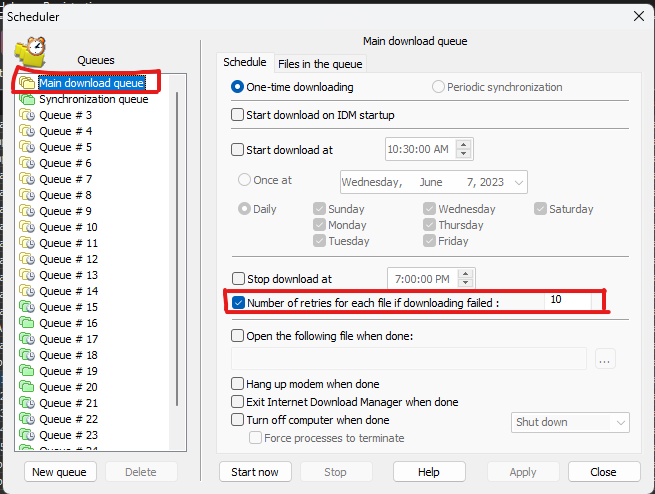 Scheduler
Queues
Main download queue
Synchronization queue
Queue # 3
Queue # 4
Queue # 5
Queue # 6
Queue # 7
Queue # 8
Queue # 9
Queue # 10
Queue # 11
Queue # 12
Queue # 13
Queue # 14
Queue # 15
Queue # 16
Queue # 17
Queue # 18
Queue # 19
Queue # 20
Queue # 21
Queue # 22
Queue # 23
New queue
Delete
Main download queue
Schedule
Files in the queue
One-time downloading
Periodic synchronization
Start download on IDM startup
Start download at
10:30:00 AM
Once at
Wednesday, June 7, 2023
Daily
Sunday
Wednesday
Saturday
Monday
Thursday
Tuesday
Friday
Stop download at
7:00:00 PM
Number of retries for each file if downloading failed :
10
Open the following file when done:
...
Hang up modem when done
Exit Internet Download Manager when done
Turn off computer when done
Shut down
Force processes to terminate
Start now
Stop
Help
Apply
Close